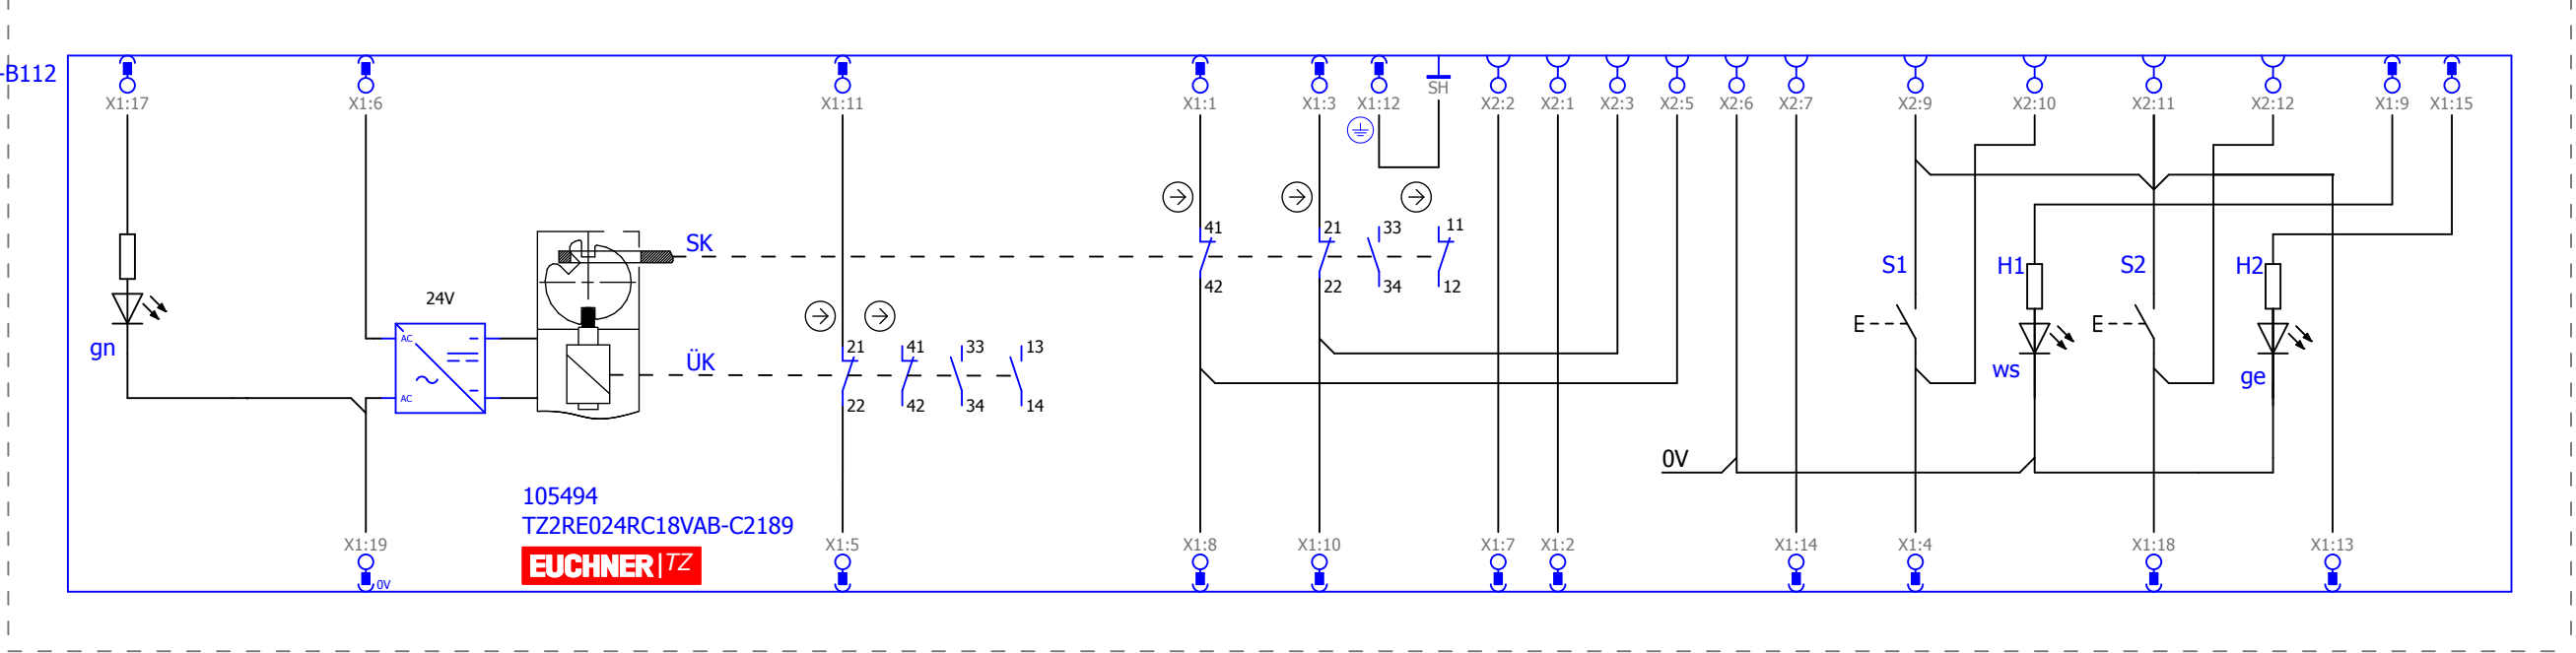 -B112
X1:17 X1:6 X1:11 X1:1 X1:3 X1:12 SH X2:2 X2:1 X2:3 X2:5 X2:6 X2:7 X2:9 X2:10 X2:11 X2:12 X1:9 X1:15
41 21 33 11
SK
S1 H1 S2 H2
42 22 34 12
24V
E E
AC
gn
21 41 33 13
ÜK
ws ge
AC
22 42 34 14
0V
105494
TZ2RE024RC18VAB-C2189
X1:19 X1:5 X1:8 X1:10 X1:7 X1:2 X1:14 X1:4 X1:18 X1:13
EUCHNER TZ
0V